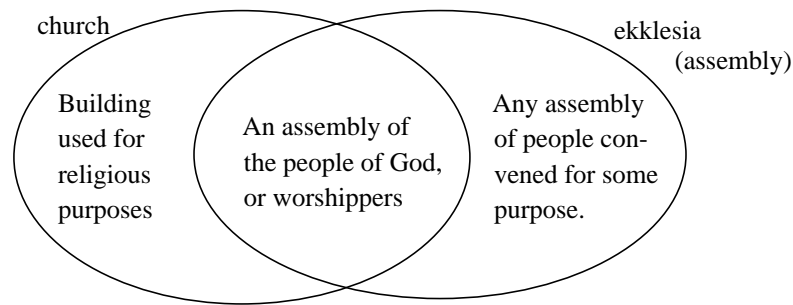 church
ekklesia
(assembly)
Building
used for
religious
purposes
An assembly of
the people of God,
or worshippers
Any assembly
of people con-
vened for some
purpose.